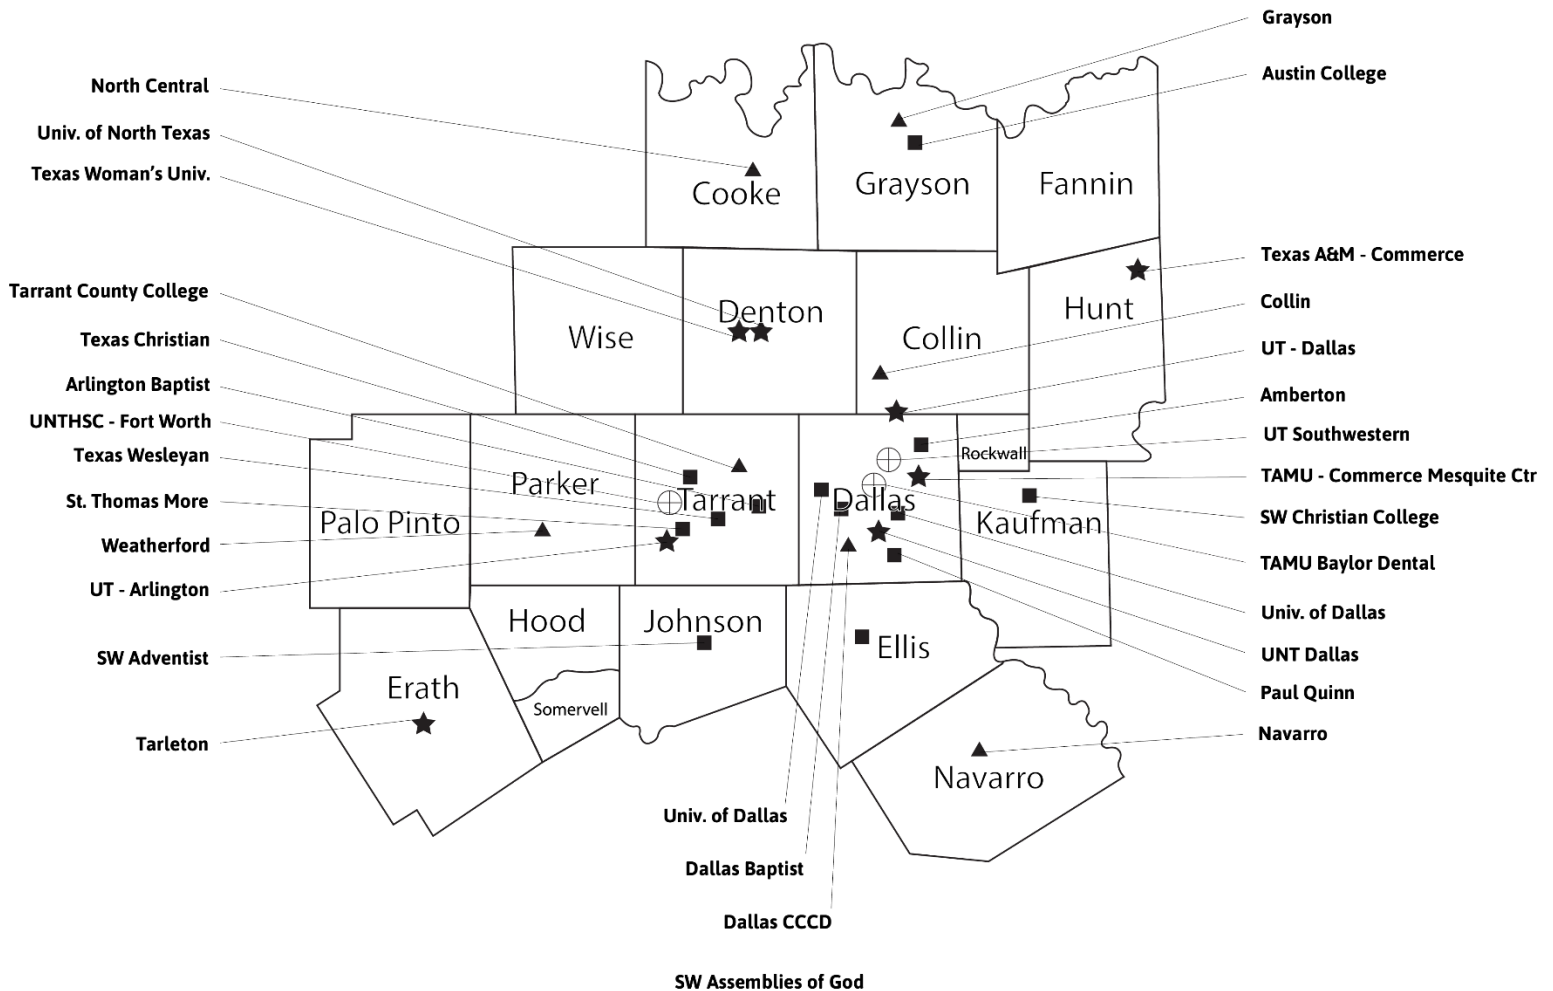 North Central
Univ. of North Texas
Texas Woman's Univ.
Tarrant County College
Texas Christian
Arlington Baptist
UNTHSC - Fort Worth
Texas Wesleyan
St. Thomas More
Weatherford
UT - Arlington
SW Adventist
Tarleton
Cooke
Grayson
Fannin
Wise
Denton
Collin
Hunt
Palo Pinto
Parker
Tarrant
Dallas
Rockwall
Kaufman
Hood
Johnson
Ellis
Erath
Somervell
Navarro
Grayson
Austin College
Texas A&M - Commerce
Collin
UT - Dallas
Amberton
UT Southwestern
TAMU - Commerce Mesquite Ctr
SW Christian College
TAMU Baylor Dental
Univ. of Dallas
UNT Dallas
Paul Quinn
Navarro
Univ. of Dallas
Dallas Baptist
Dallas CCCD
SW Assemblies of God